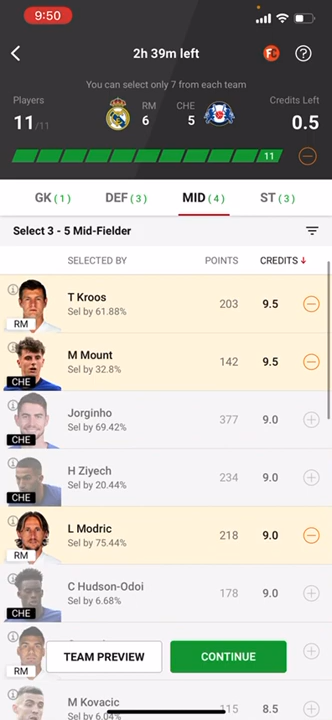 9:50
2h 39m left
FC
?
You can select only 7 from each team
Players
RM
CHE
Credits Left
11/11
6
5
0.5
11
GK (1)
DEF (3)
MID (4)
ST (3)
Select 3 - 5 Mid-Fielder
SELECTED BY
POINTS
CREDITS
T Kroos
Sel by 61.88%
203
9.5
RM
M Mount
Sel by 32.8%
142
9.5
CHE
Jorginho
Sel by 69.42%
377
9.0
CHE
H Ziyech
Sel by 20.44%
234
9.0
CHE
L Modric
Sel by 75.44%
218
9.0
RM
C Hudson-Odoi
Sel by 6.68%
178
9.0
CHE
RM
TEAM PREVIEW
CONTINUE
M Kovacic
Sel by 6.04%
115
8.5